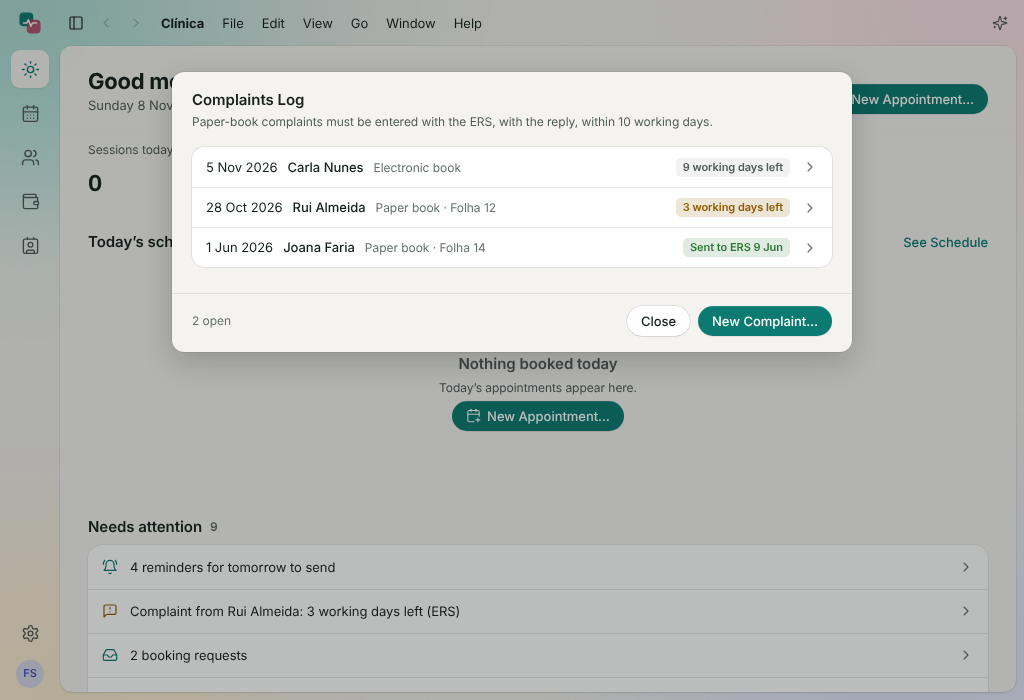 Clínica File Edit View Go Window Help
Good mo
Sunday 8 Nov
New Appointment…
Sessions today
0
Today’s sch
See Schedule
Complaints Log
Paper-book complaints must be entered with the ERS, with the reply, within 10 working days.
5 Nov 2026 Carla Nunes Electronic book 9 working days left
28 Oct 2026 Rui Almeida Paper book · Folha 12 3 working days left
1 Jun 2026 Joana Faria Paper book · Folha 14 Sent to ERS 9 Jun
2 open Close New Complaint…
Nothing booked today
Today’s appointments appear here.
New Appointment…
Needs attention 9
4 reminders for tomorrow to send
Complaint from Rui Almeida: 3 working days left (ERS)
2 booking requests
FS